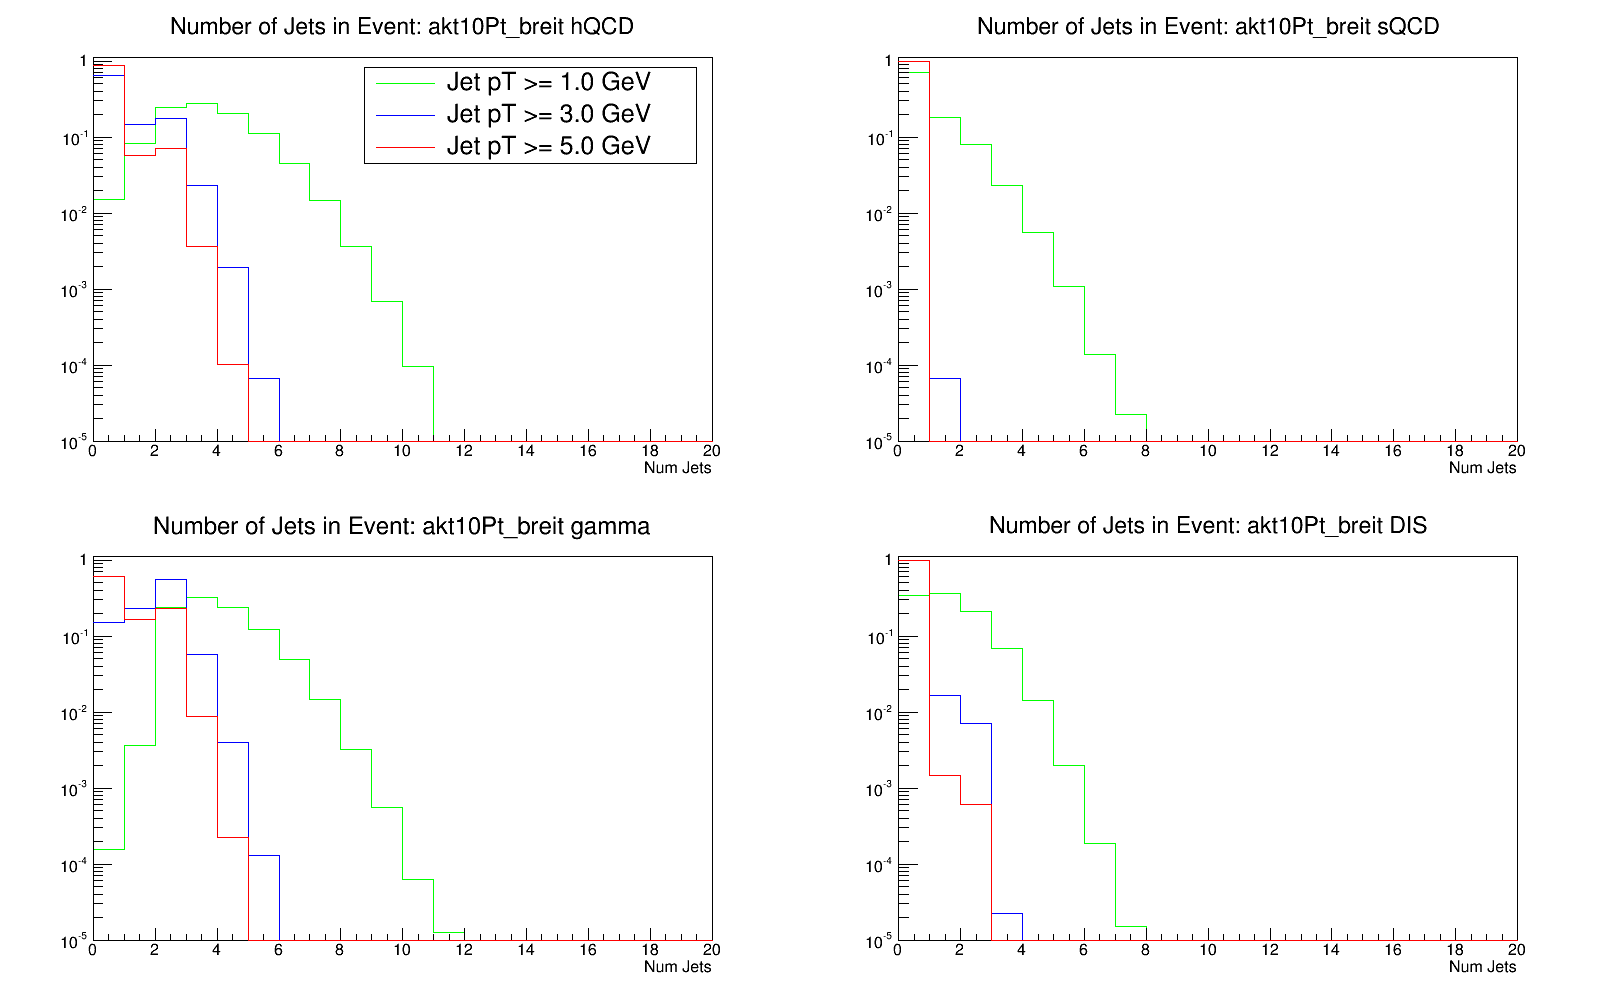 Number of Jets in Event: akt10Pt_breit hQCD
Jet pT >= 1.0 GeV
Jet pT >= 3.0 GeV
Jet pT >= 5.0 GeV
1
10^-1
10^-2
10^-3
10^-4
10^-5
0 2 4 6 8 10 12 14 16 18 20
Num Jets
Number of Jets in Event: akt10Pt_breit sQCD
1
10^-1
10^-2
10^-3
10^-4
10^-5
0 2 4 6 8 10 12 14 16 18 20
Num Jets
Number of Jets in Event: akt10Pt_breit gamma
1
10^-1
10^-2
10^-3
10^-4
10^-5
0 2 4 6 8 10 12 14 16 18 20
Num Jets
Number of Jets in Event: akt10Pt_breit DIS
1
10^-1
10^-2
10^-3
10^-4
10^-5
0 2 4 6 8 10 12 14 16 18 20
Num Jets